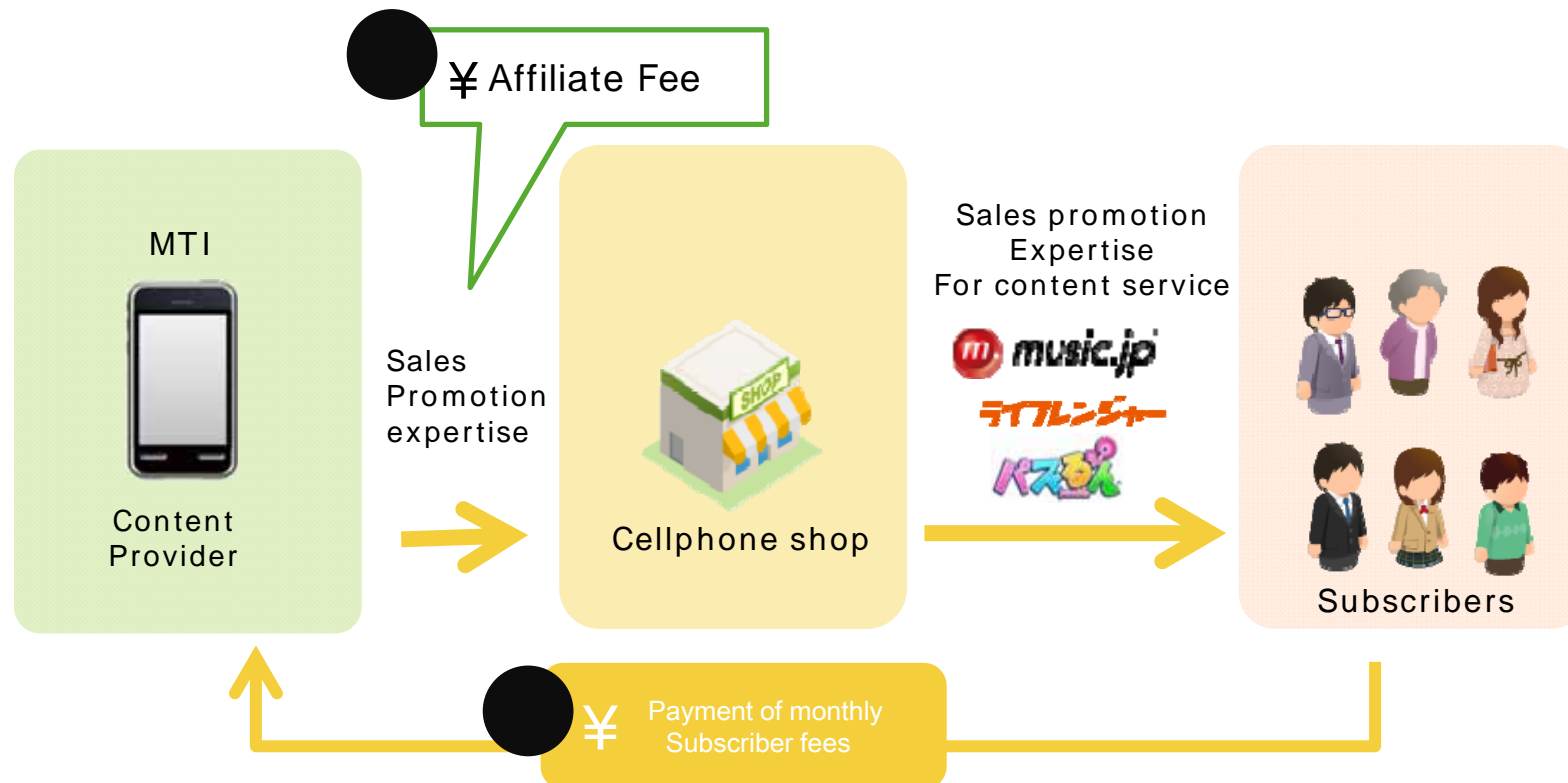 ¥ Affiliate Fee
MTI
Content
Provider
Sales
Promotion
expertise
SHOP
Cellphone shop
Sales promotion
Expertise
For content service
m. music.jp
ライフレンジャー
パズるん
Subscribers
¥ Payment of monthly
Subscriber fees